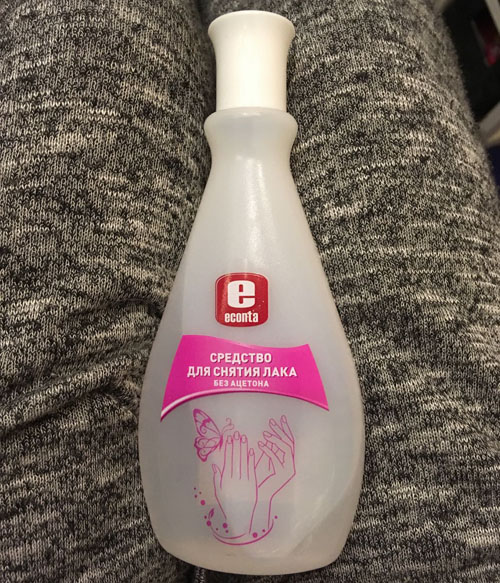 e
econta
СРЕДСТВО
ДЛЯ СНЯТИЯ ЛАКА
БЕЗ АЦЕТОНА